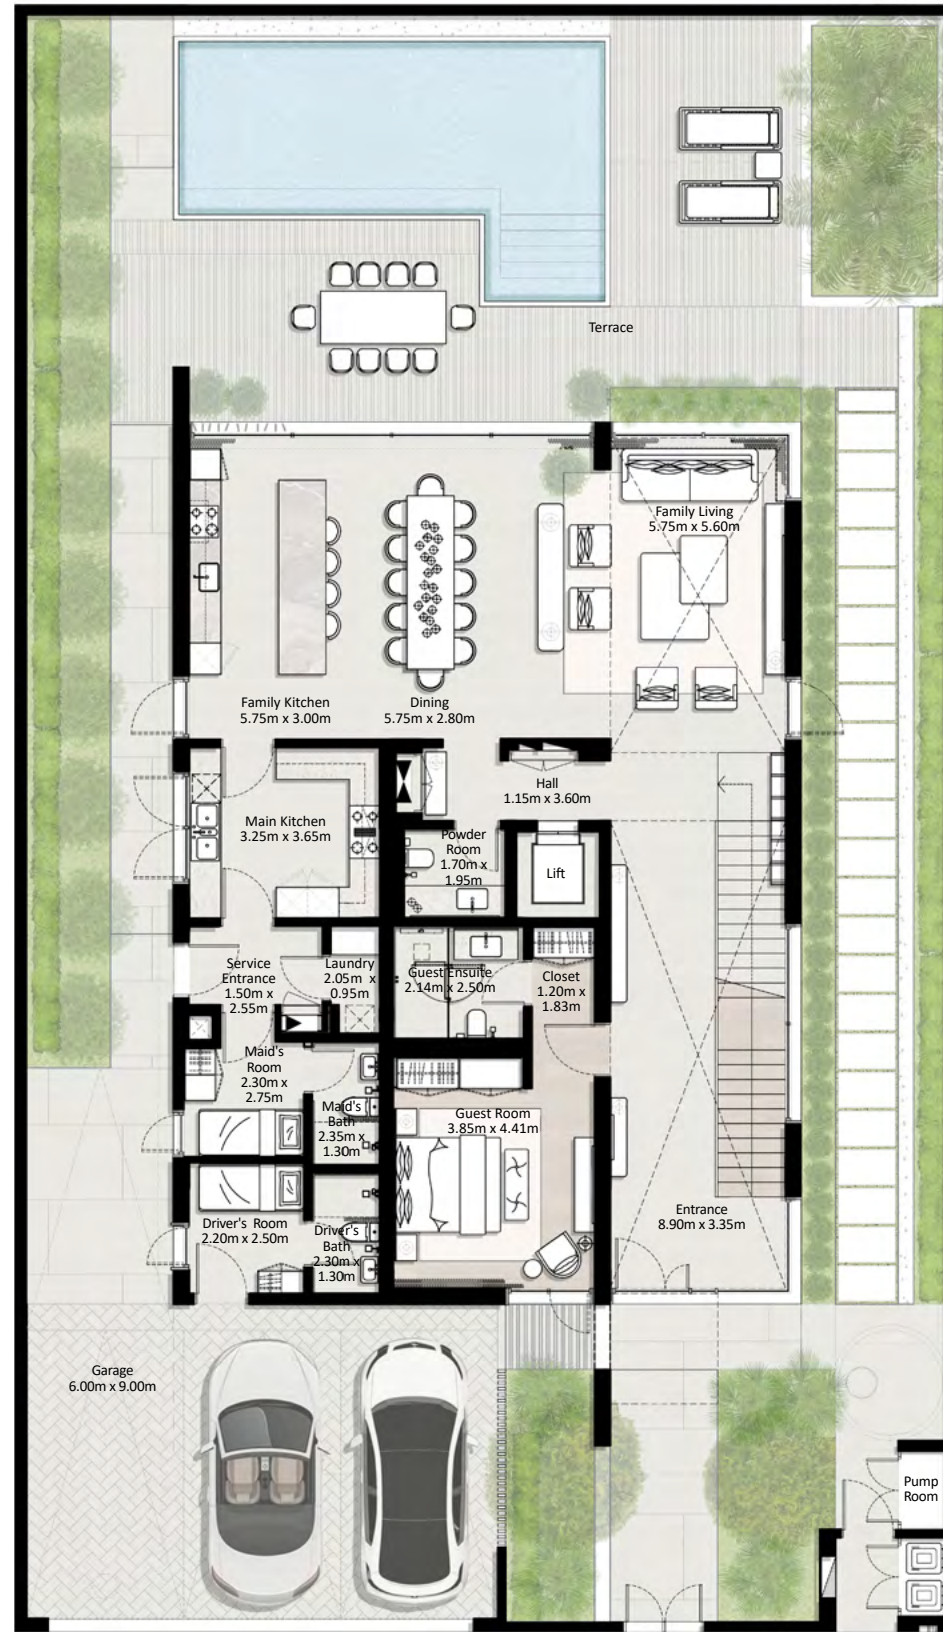 Terrace
Family Living
5.75m x 5.60m
Family Kitchen
5.75m x 3.00m
Dining
5.75m x 2.80m
Hall
1.15m x 3.60m
Main Kitchen
3.25m x 3.65m
Powder
Room
1.70m x
1.95m
Lift
Service
Entrance
1.50m x
2.55m
Laundry
2.05m x
0.95m
Guest Ensuite
2.14m x 2.50m
Closet
1.20m x
1.83m
Maid's
Room
2.30m x
2.75m
Maid's
Bath
2.35m x
1.30m
Guest Room
3.85m x 4.41m
Driver's Room
2.20m x 2.50m
Driver's
Bath
2.30m x
1.30m
Entrance
8.90m x 3.35m
Garage
6.00m x 9.00m
Pump
Room